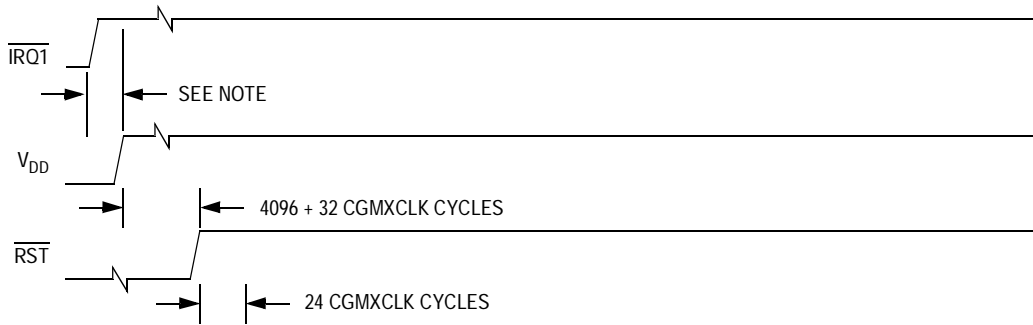 IRQ1
SEE NOTE
VDD
4096 + 32 CGMXCLK CYCLES
RST
24 CGMXCLK CYCLES